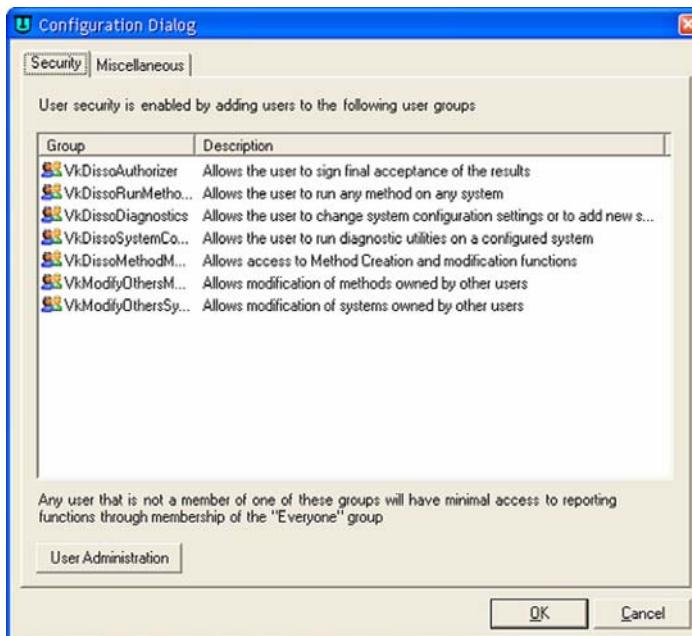 Configuration Dialog
Security Miscellaneous
User security is enabled by adding users to the following user groups
Group Description
VkDissoAuthorizer Allows the user to sign final acceptance of the results
VkDissoRunMetho... Allows the user to run any method on any system
VkDissoDiagnostics Allows the user to change system configuration settings or to add new s...
VkDissoSystemCo... Allows the user to run diagnostic utilities on a configured system
VkDissoMethodM... Allows access to Method Creation and modification functions
VkModifyOthersM... Allows modification of methods owned by other users
VkModifyOthersSy... Allows modification of systems owned by other users
Any user that is not a member of one of these groups will have minimal access to reporting
functions through membership of the "Everyone" group
User Administration
OK Cancel